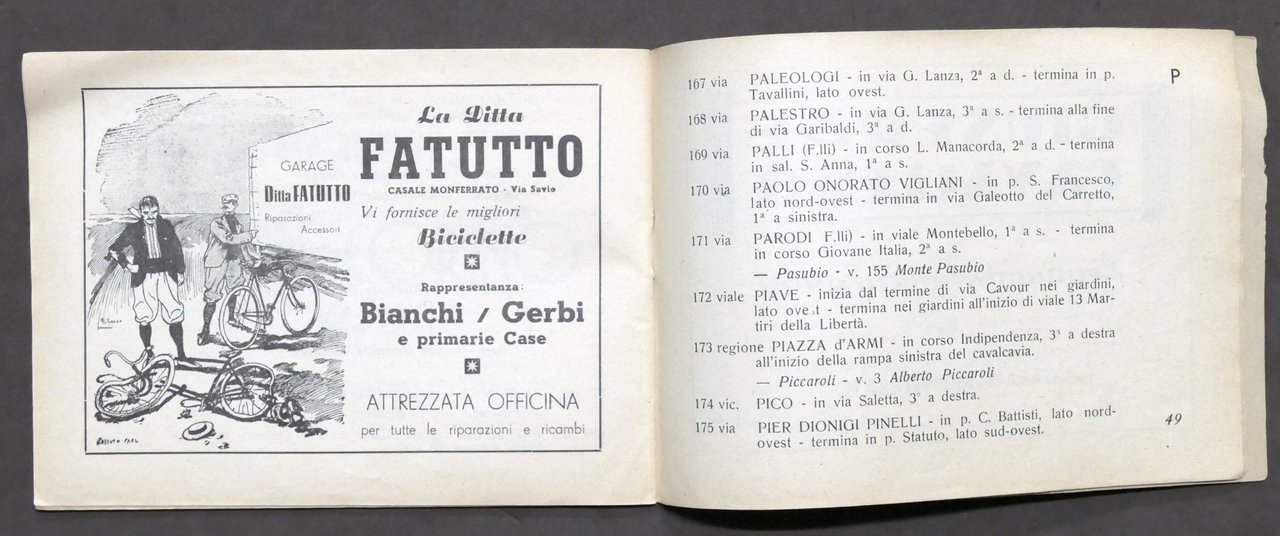 GARAGE
Ditta FATUTTO
Riparazioni
Accessori
La Ditta
FATUTTO
CASALE MONFERRATO - Via Savio
Vi fornisce le migliori
Biciclette
Rappresentanza:
Bianchi / Gerbi
e primarie Case
ATTREZZATA OFFICINA
per tutte le riparazioni e ricambi
P
167 via PALEOLOGI - in via G. Lanza, 2ª a d. - termina in p.
Tavallini, lato ovest.
168 via PALESTRO - in via G. Lanza, 3ª a s. - termina alla fine
di via Garibaldi, 3ª a d.
169 via PALLI (F.lli) - in corso L. Manacorda, 2ª a d. - termina
in sal. S. Anna, 1ª a s.
170 via PAOLO ONORATO VIGLIANI - in p. S. Francesco,
lato nord-ovest - termina in via Galeotto del Carretto,
1ª a sinistra.
171 via PARODI F.lli) - in viale Montebello, 1ª a s. - termina
in corso Giovane Italia, 2ª a s.
— Pasubio - v. 155 Monte Pasubio
172 viale PIAVE - inizia dal termine di via Cavour nei giardini,
lato ovest - termina nei giardini all'inizio di viale 13 Mar-
tiri della Libertà.
173 regione PIAZZA d'ARMI - in corso Indipendenza, 3ª a destra
all'inizio della rampa sinistra del cavalcavia.
— Piccaroli - v. 3 Alberto Piccaroli
174 vic. PICO - in via Saletta, 3ª a destra.
175 via PIER DIONIGI PINELLI - in p. C. Battisti, lato nord-
ovest - termina in p. Statuto, lato sud-ovest.
49